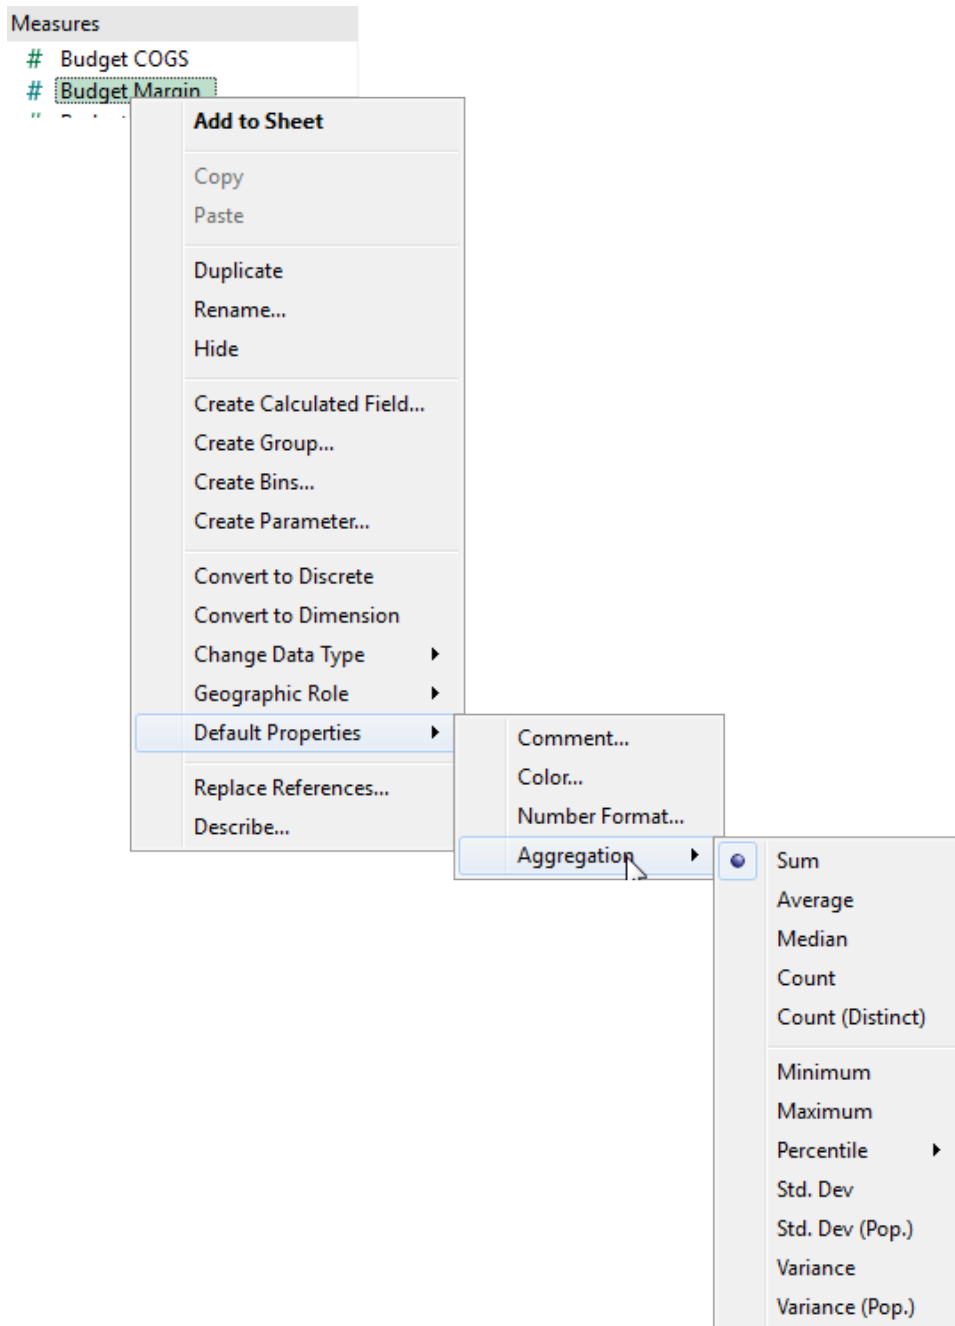 Measures
# Budget COGS
# Budget Margin
Add to Sheet
Copy
Paste
Duplicate
Rename...
Hide
Create Calculated Field...
Create Group...
Create Bins...
Create Parameter...
Convert to Discrete
Convert to Dimension
Change Data Type
Geographic Role
Default Properties
Replace References...
Describe...
Comment...
Color...
Number Format...
Aggregation
Sum
Average
Median
Count
Count (Distinct)
Minimum
Maximum
Percentile
Std. Dev
Std. Dev (Pop.)
Variance
Variance (Pop.)